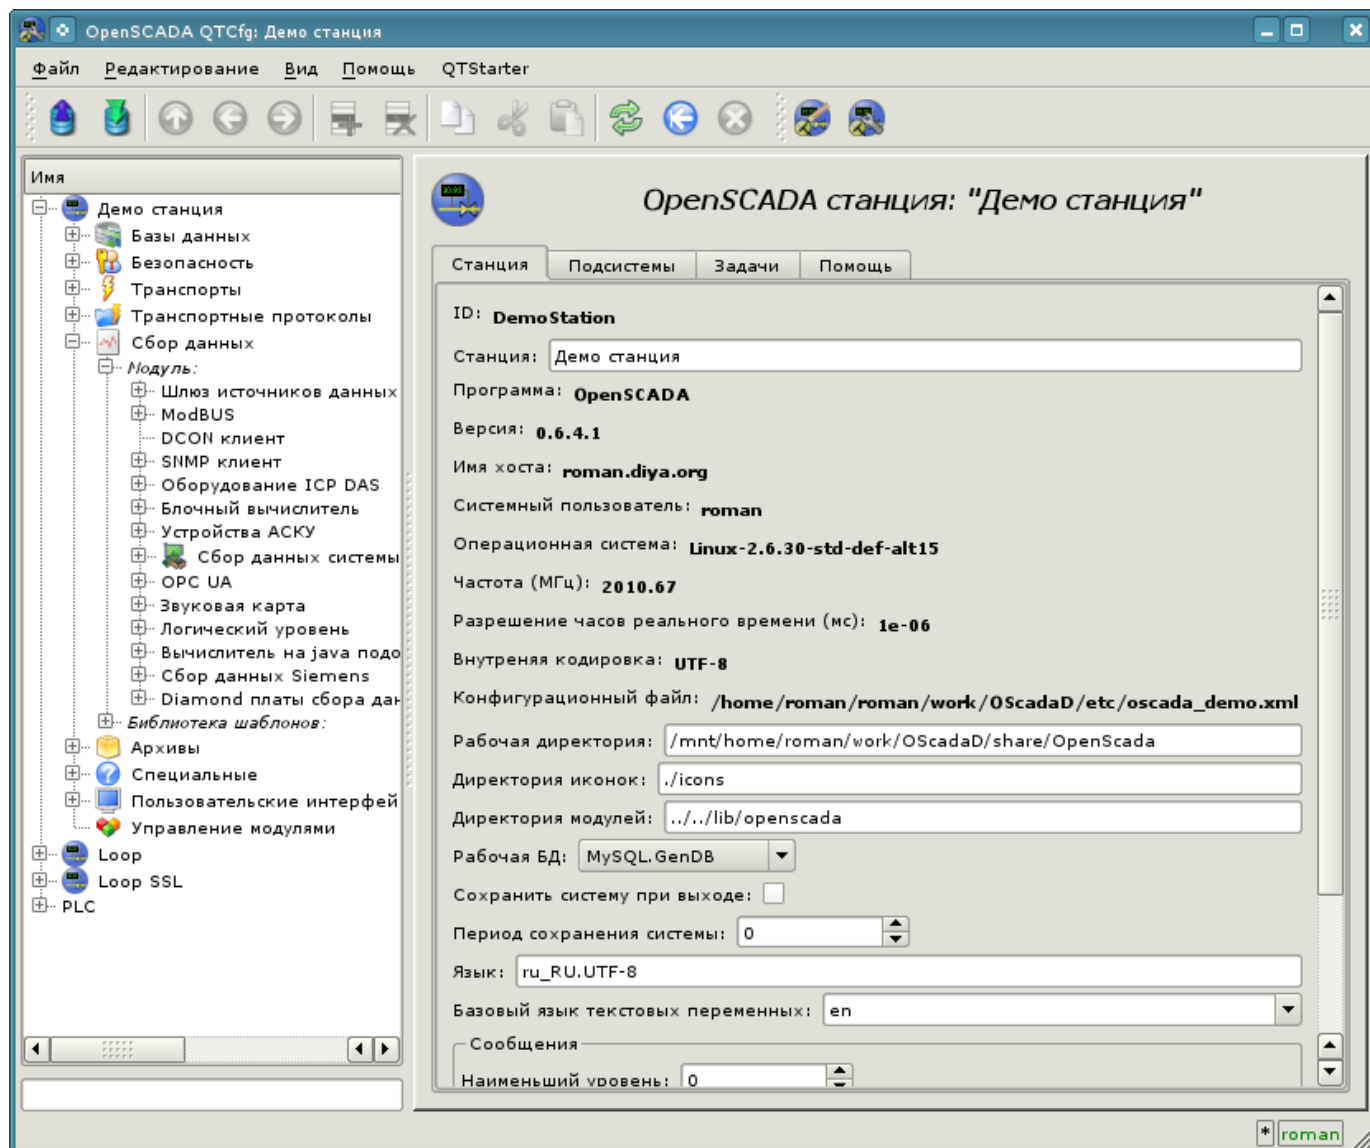 OpenSCADA QTCfg: Демо станция
Файл Редактирование Вид Помощь QTStarter
Имя
Демо станция
Базы данных
Безопасность
Транспорты
Транспортные протоколы
Сбор данных
Модуль:
Шлюз источников данных
ModBUS
DCON клиент
SNMP клиент
Оборудование ICP DAS
Блочный вычислитель
Устройства АСКУ
Сбор данных системы
OPC UA
Звуковая карта
Логический уровень
Вычислитель на java подо
Сбор данных Siemens
Diamond платы сбора дан
Библиотека шаблонов:
Архивы
Специальные
Пользовательские интерфей
Управление модулями
Loop
Loop SSL
PLC
OpenSCADA станция: "Демо станция"
Станция Подсистемы Задачи Помощь
ID: DemoStation
Станция: Демо станция
Программа: OpenSCADA
Версия: 0.6.4.1
Имя хоста: roman.diya.org
Системный пользователь: roman
Операционная система: Linux-2.6.30-std-def-alt15
Частота (МГц): 2010.67
Разрешение часов реального времени (мс): 1e-06
Внутреняя кодировка: UTF-8
Конфигурационный файл: /home/roman/roman/work/OScadaD/etc/oscada_demo.xml
Рабочая директория: /mnt/home/roman/work/OScadaD/share/OpenScada
Директория иконок: ./icons
Директория модулей: ../../lib/openscada
Рабочая БД: MySQL.GenDB
Сохранить систему при выходе:
Период сохранения системы: 0
Язык: ru_RU.UTF-8
Базовый язык текстовых переменных: en
Сообщения
Наименьший уровень: 0
* roman